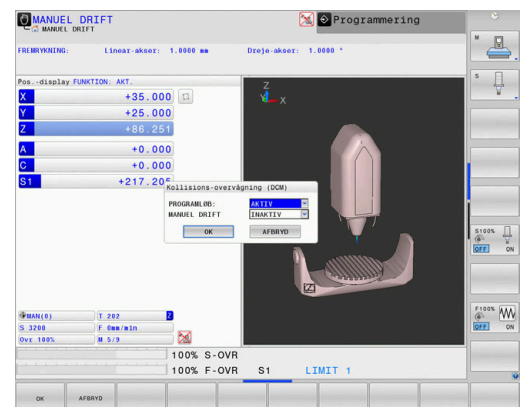 MANUEL DRIFT
MANUEL DRIFT
Programmering
FREMRYKNING: Linear-akser: 1.0000 mm Dreje-akser: 1.0000 °
Pos.-display FUNKTION: AKT.
X +35.000
Y +25.000
Z +86.251
A +0.000
C +0.000
S1 +217.205
Z
Y
X
Kollisions-overvågning (DCM)
PROGRAMLØB: AKTIV
MANUEL DRIFT INAKTIV
OK AFBRYD
MAN(0) T 202 Z
S 3200 F 0mm/min
Ovr 100% M 5/9
100% S-OVR
100% F-OVR S1 LIMIT 1
M
S
S100%
OFF ON
F100%
OFF ON
OK AFBRYD